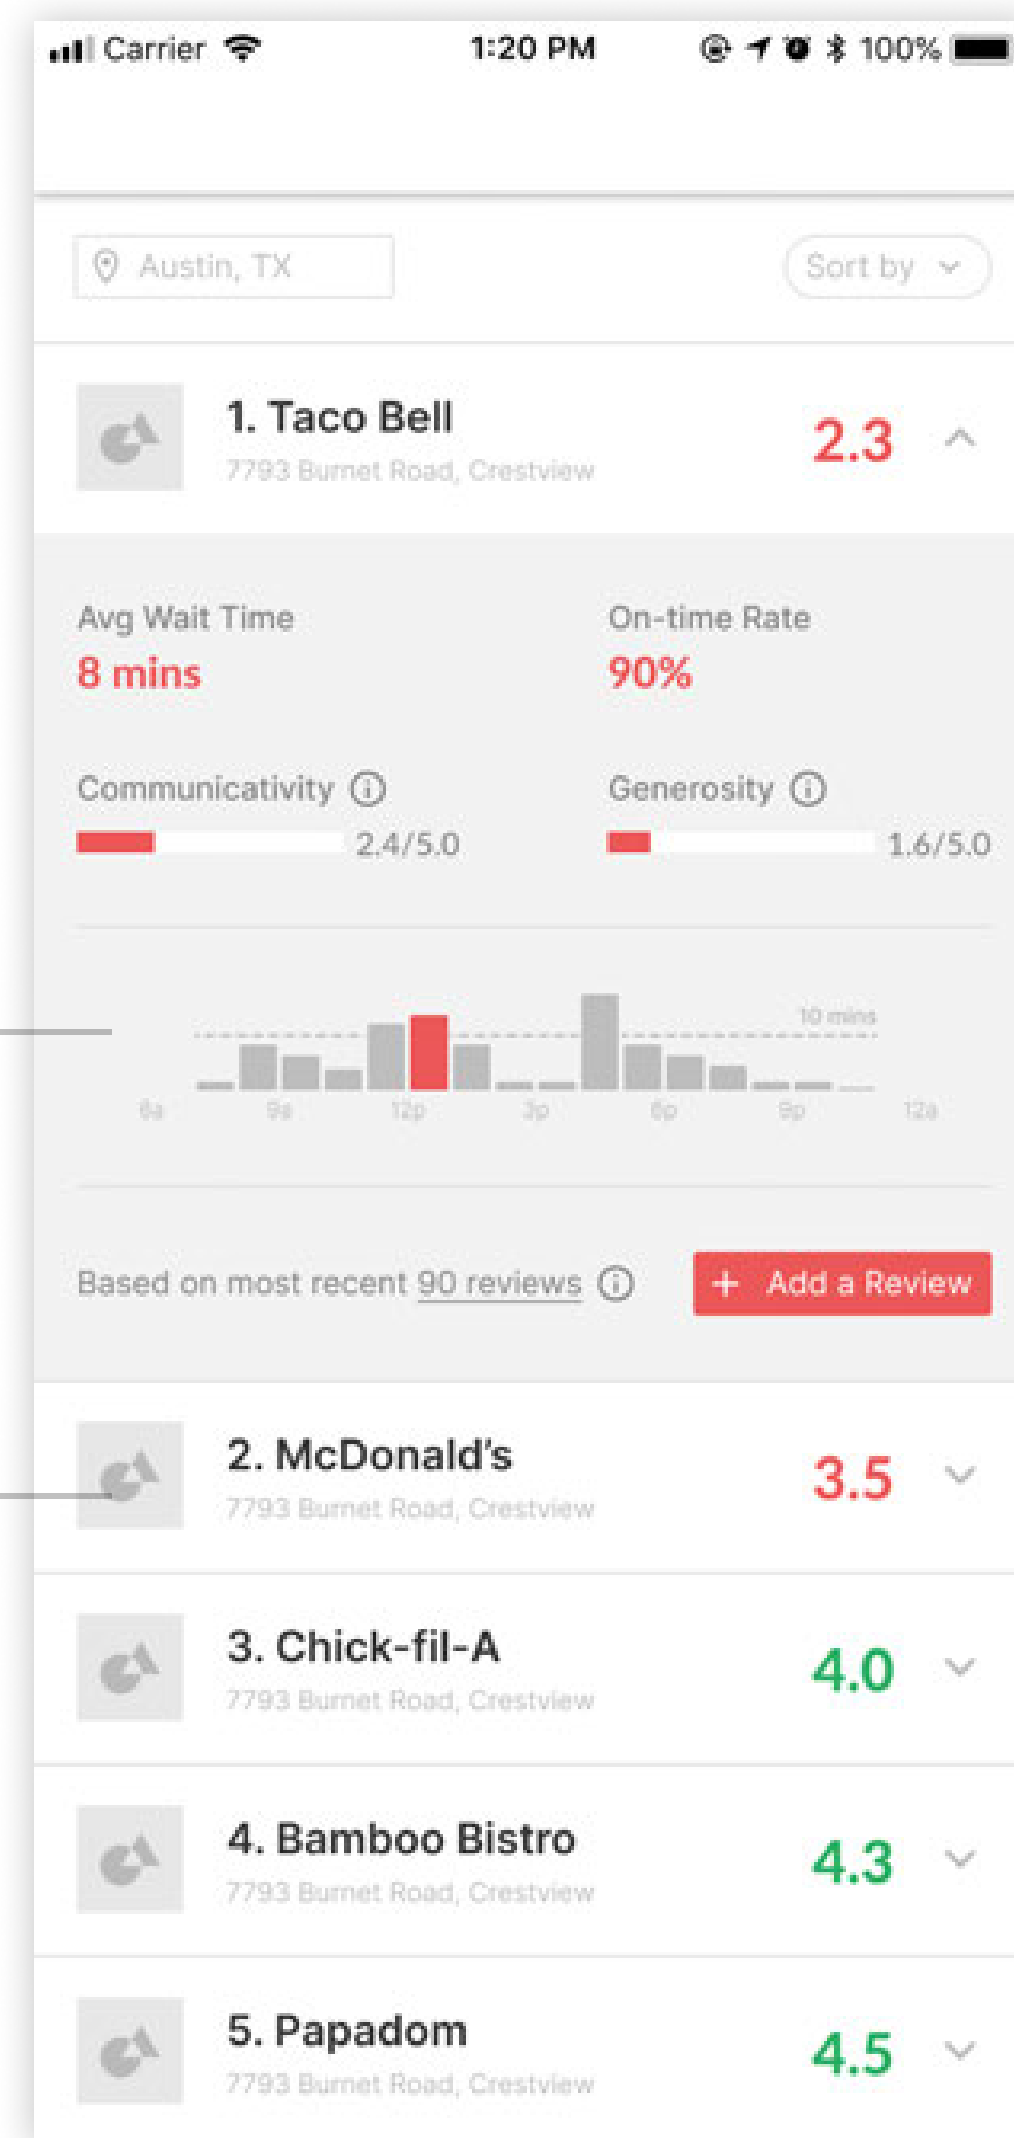 Carrier 1:20 PM 100%
Austin, TX Sort by
1. Taco Bell 2.3
7793 Burnet Road, Crestview
Avg Wait Time On-time Rate
8 mins 90%
Communicativity Generosity
2.4/5.0 1.6/5.0
10 mins
6a 9a 12p 3p 6p 9p 12a
Based on most recent 90 reviews + Add a Review
2. McDonald's 3.5
7793 Burnet Road, Crestview
3. Chick-fil-A 4.0
7793 Burnet Road, Crestview
4. Bamboo Bistro 4.3
7793 Burnet Road, Crestview
5. Papadom 4.5
7793 Burnet Road, Crestview